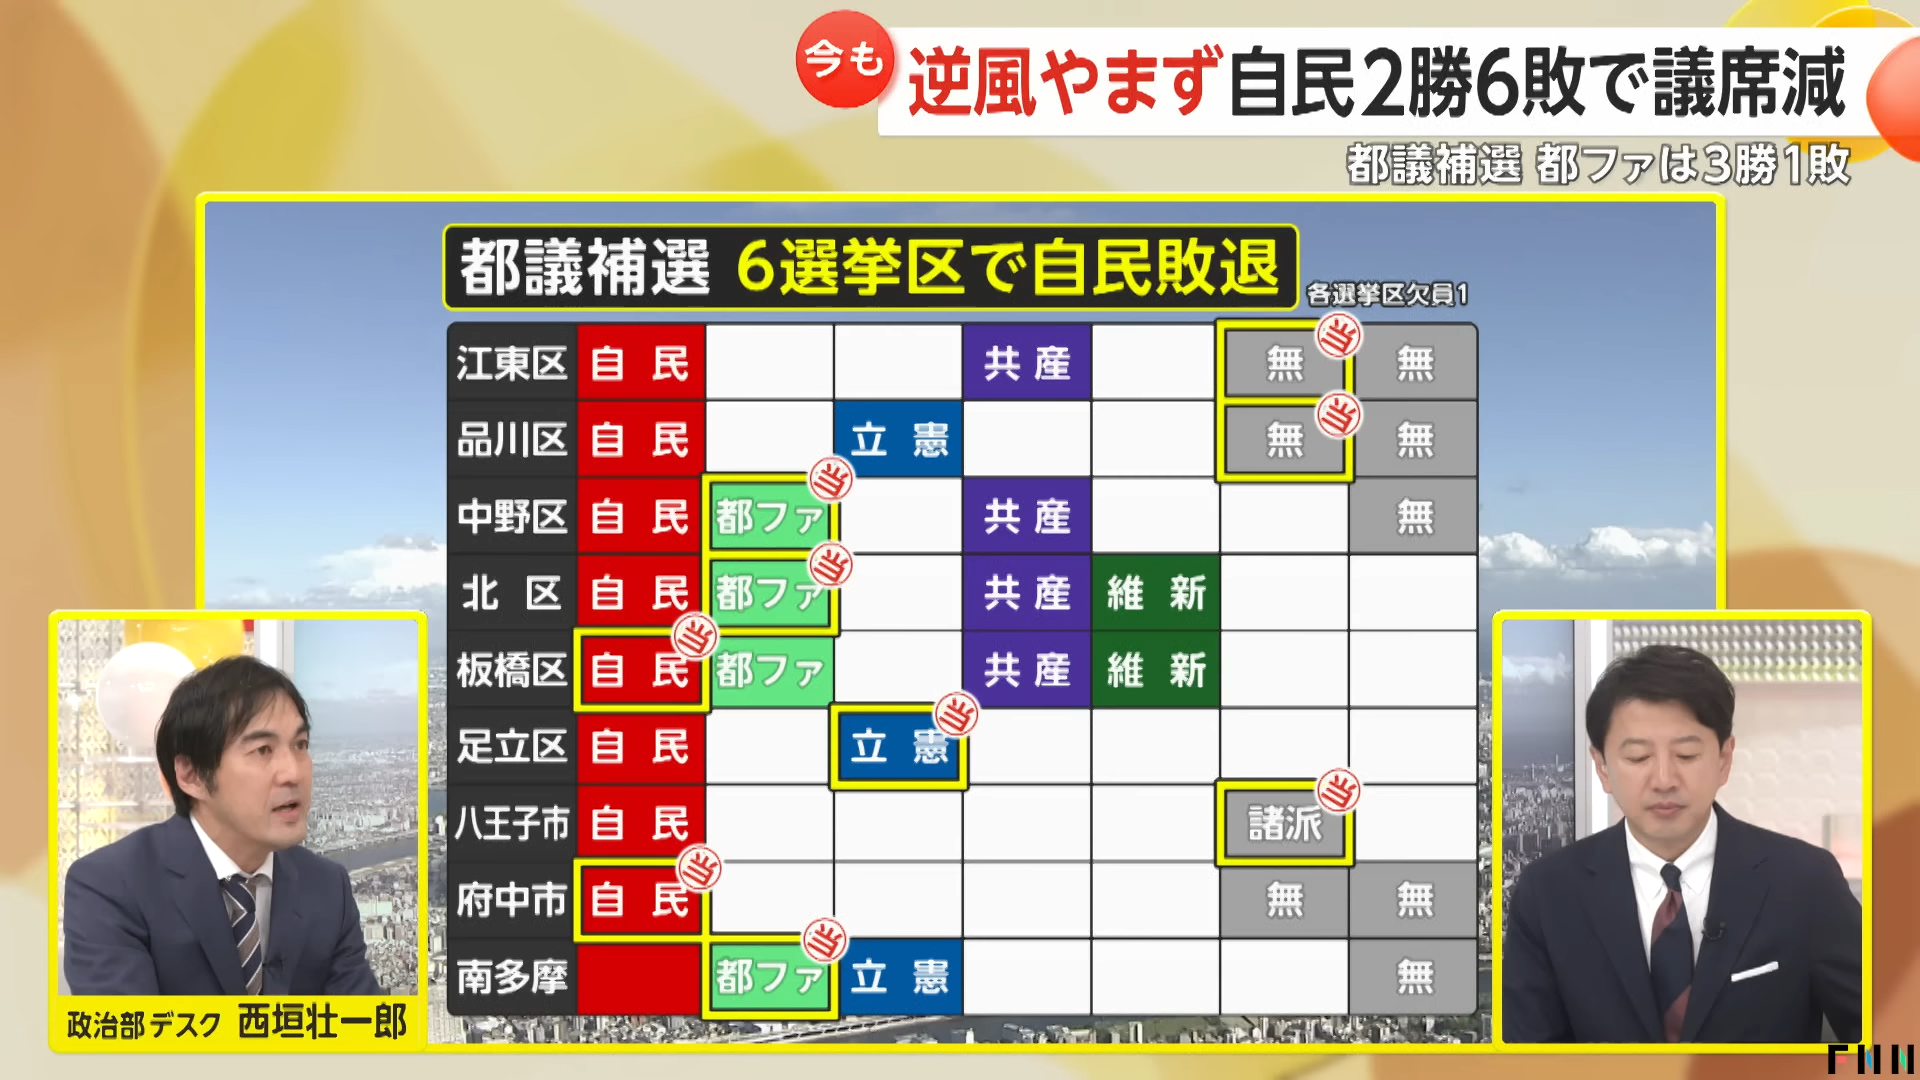 今も
逆風やまず自民2勝6敗で議席減
都議補選 都ファは3勝1敗
都議補選 6選挙区で自民敗退
各選挙区欠員1
江東区 自民 共産 無 当 無
品川区 自民 立憲 無 当 無
中野区 自民 都ファ 当 共産 無
北区 自民 都ファ 当 共産 維新
板橋区 自民 当 都ファ 共産 維新
足立区 自民 立憲 当
八王子市 自民 諸派 当
府中市 自民 当 無 無
南多摩 都ファ 当 立憲 無
政治部デスク 西垣壮一郎
FNN